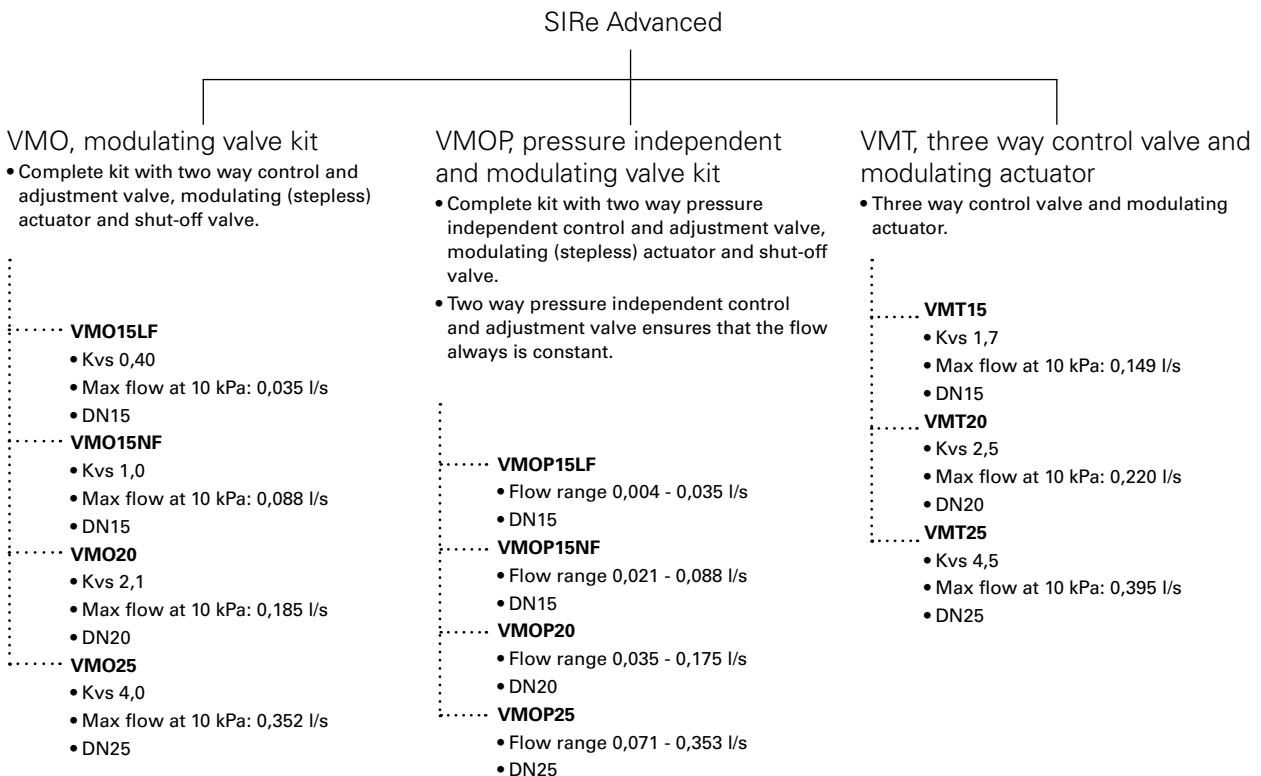 SIRe Advanced
VMO, modulating valve kit
• Complete kit with two way control and
adjustment valve, modulating (stepless)
actuator and shut-off valve.
VMO15LF
• Kvs 0,40
• Max flow at 10 kPa: 0,035 l/s
• DN15
VMO15NF
• Kvs 1,0
• Max flow at 10 kPa: 0,088 l/s
• DN15
VMO20
• Kvs 2,1
• Max flow at 10 kPa: 0,185 l/s
• DN20
VMO25
• Kvs 4,0
• Max flow at 10 kPa: 0,352 l/s
• DN25
VMOP, pressure independent
and modulating valve kit
• Complete kit with two way pressure
independent control and adjustment valve,
modulating (stepless) actuator and shut-off
valve.
• Two way pressure independent control
and adjustment valve ensures that the flow
always is constant.
VMOP15LF
• Flow range 0,004 - 0,035 l/s
• DN15
VMOP15NF
• Flow range 0,021 - 0,088 l/s
• DN15
VMOP20
• Flow range 0,035 - 0,175 l/s
• DN20
VMOP25
• Flow range 0,071 - 0,353 l/s
• DN25
VMT, three way control valve and
modulating actuator
• Three way control valve and modulating
actuator.
VMT15
• Kvs 1,7
• Max flow at 10 kPa: 0,149 l/s
• DN15
VMT20
• Kvs 2,5
• Max flow at 10 kPa: 0,220 l/s
• DN20
VMT25
• Kvs 4,5
• Max flow at 10 kPa: 0,395 l/s
• DN25